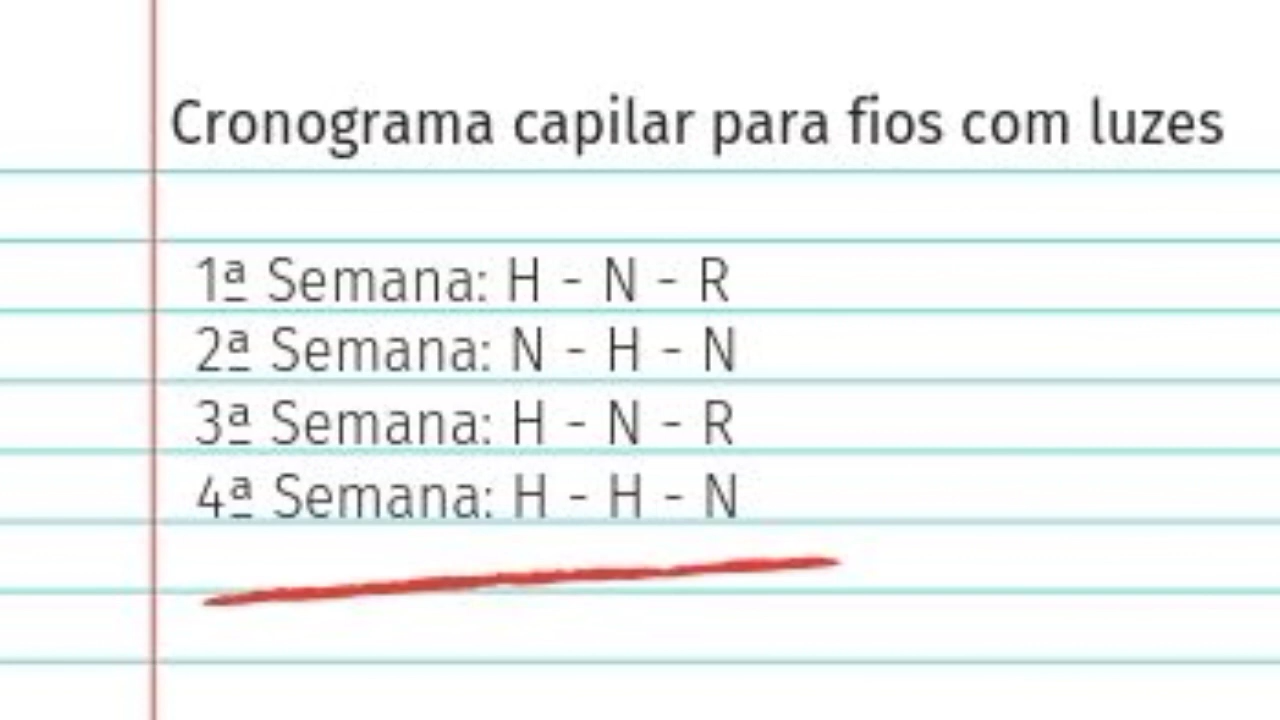 Cronograma capilar para fios com luzes
1ª Semana: H - N - R
2ª Semana: N - H - N
3ª Semana: H - N - R
4ª Semana: H - H - N